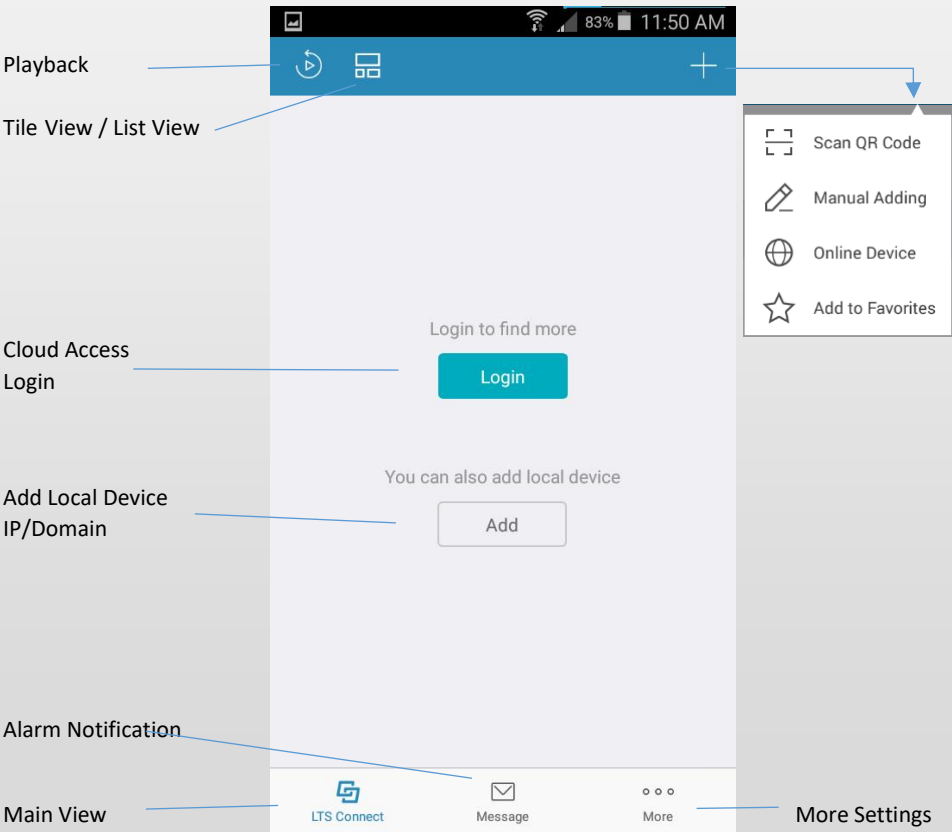 83% 11:50 AM
Playback
Tile View / List View
Scan QR Code
Manual Adding
Online Device
Add to Favorites
Login to find more
Cloud Access
Login
Login
You can also add local device
Add Local Device
IP/Domain
Add
Alarm Notification
Main View
LTS Connect
Message
More
More Settings